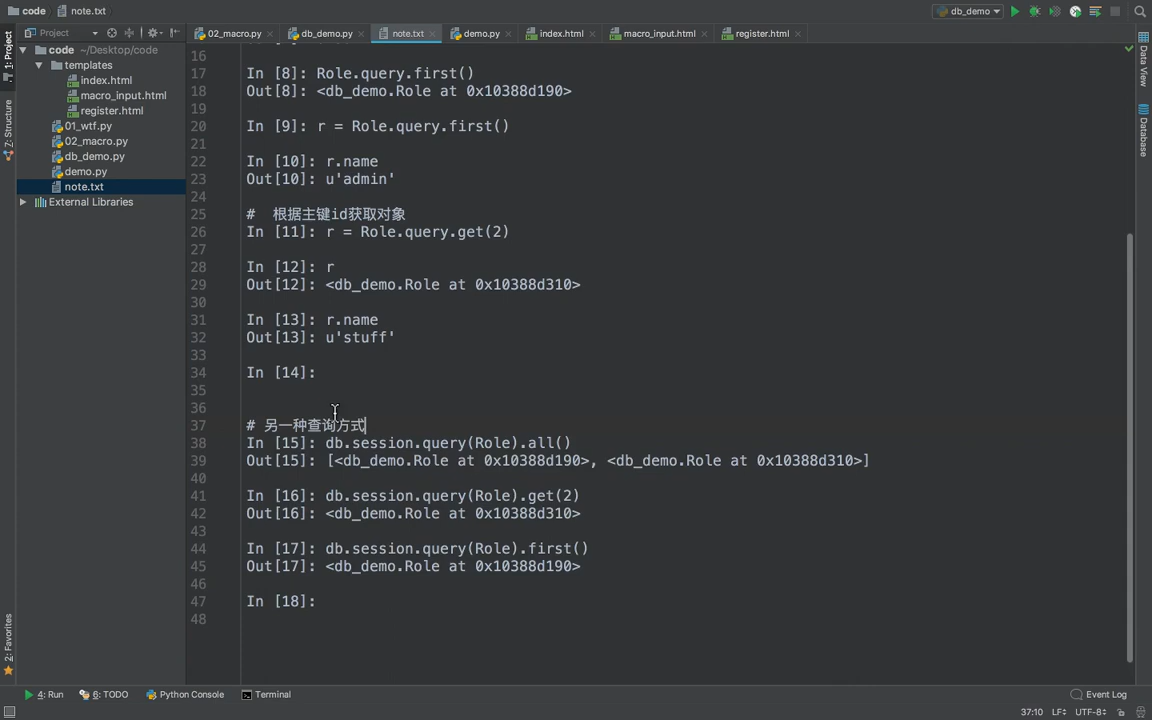 code
note.txt
db_demo
Project
02_macro.py
db_demo.py
note.txt
demo.py
index.html
macro_input.html
register.html
code ~/Desktop/code
templates
index.html
macro_input.html
register.html
01_wtf.py
02_macro.py
db_demo.py
demo.py
note.txt
External Libraries
1: Project
7: Structure
2: Favorites
Data View
Database
16
17 In [8]: Role.query.first()
18 Out[8]: <db_demo.Role at 0x10388d190>
19
20 In [9]: r = Role.query.first()
21
22 In [10]: r.name
23 Out[10]: u'admin'
24
25 #  根据主键id获取对象
26 In [11]: r = Role.query.get(2)
27
28 In [12]: r
29 Out[12]: <db_demo.Role at 0x10388d310>
30
31 In [13]: r.name
32 Out[13]: u'stuff'
33
34 In [14]:
35
36
37 # 另一种查询方式
38 In [15]: db.session.query(Role).all()
39 Out[15]: [<db_demo.Role at 0x10388d190>, <db_demo.Role at 0x10388d310>]
40
41 In [16]: db.session.query(Role).get(2)
42 Out[16]: <db_demo.Role at 0x10388d310>
43
44 In [17]: db.session.query(Role).first()
45 Out[17]: <db_demo.Role at 0x10388d190>
46
47 In [18]:
48
4: Run
6: TODO
Python Console
Terminal
Event Log
37:10 LF UTF-8